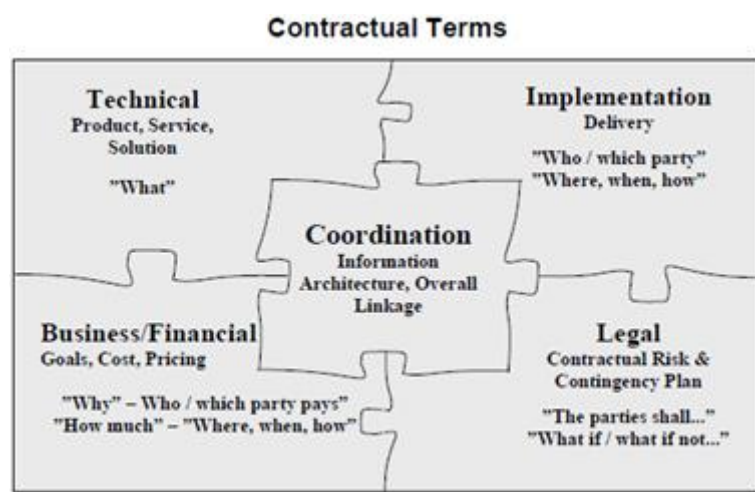 Contractual Terms
Technical
Product, Service,
Solution
"What"
Implementation
Delivery
"Who / which party"
"Where, when, how"
Coordination
Information
Architecture, Overall
Linkage
Business/Financial
Goals, Cost, Pricing
"Why" – Who / which party pays"
"How much" – "Where, when, how"
Legal
Contractual Risk &
Contingency Plan
"The parties shall..."
"What if / what if not..."